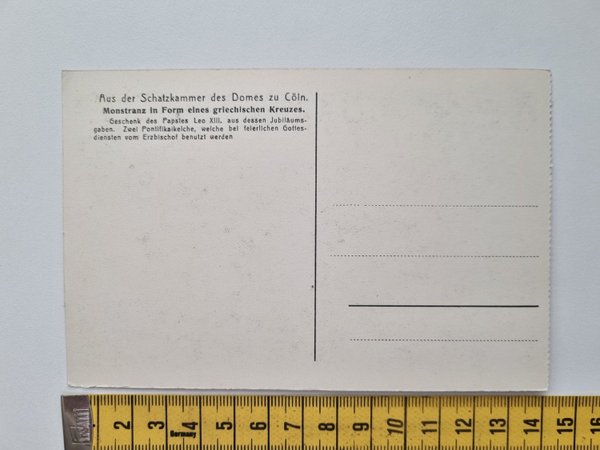 Aus der Schatzkammer des Domes zu Cöln.
Monstranz in Form eines griechischen Kreuzes.
Geschenk des Papstes Leo XIII. aus dessen Jubiläums-
gaben. Zwei Pontifikalkelche, welche bei feierlichen Gottes-
diensten vom Erzbischof benutzt werden
2 3 4 5 6 7 8 9 10 11 12 13 14 15 16
Germany